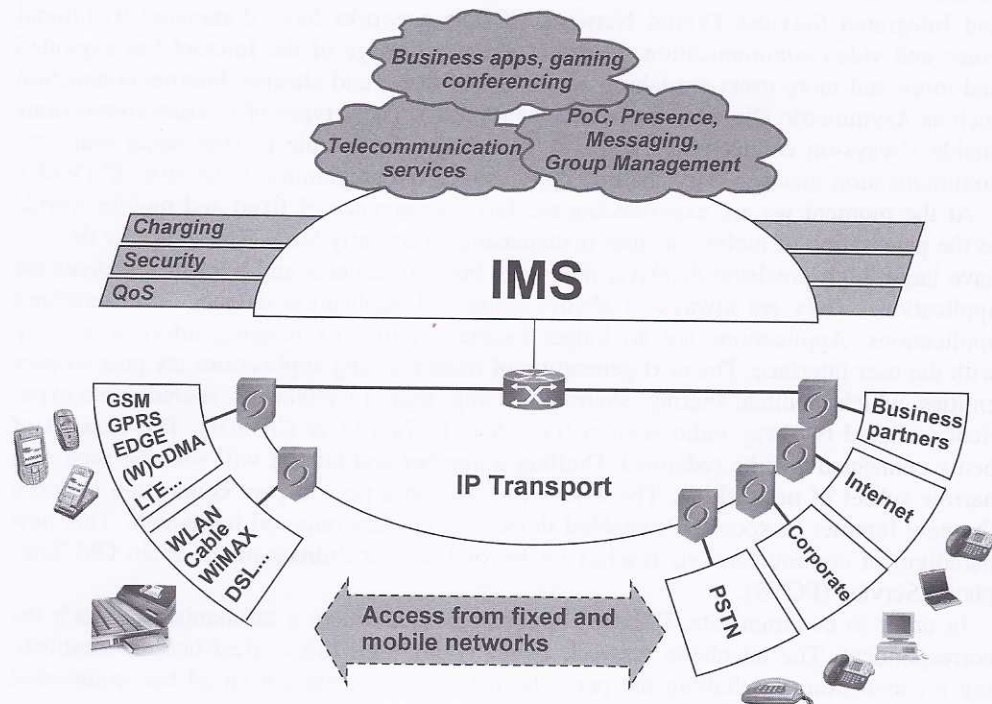 Business apps, gaming
conferencing
PoC, Presence,
Messaging,
Group Management
Telecommunication
services
Charging
Security
QoS
IMS
GSM
GPRS
EDGE
(W)CDMA
LTE...
WLAN
Cable
WiMAX
DSL...
IP Transport
Business
partners
Internet
Corporate
PSTN
Access from fixed and
mobile networks